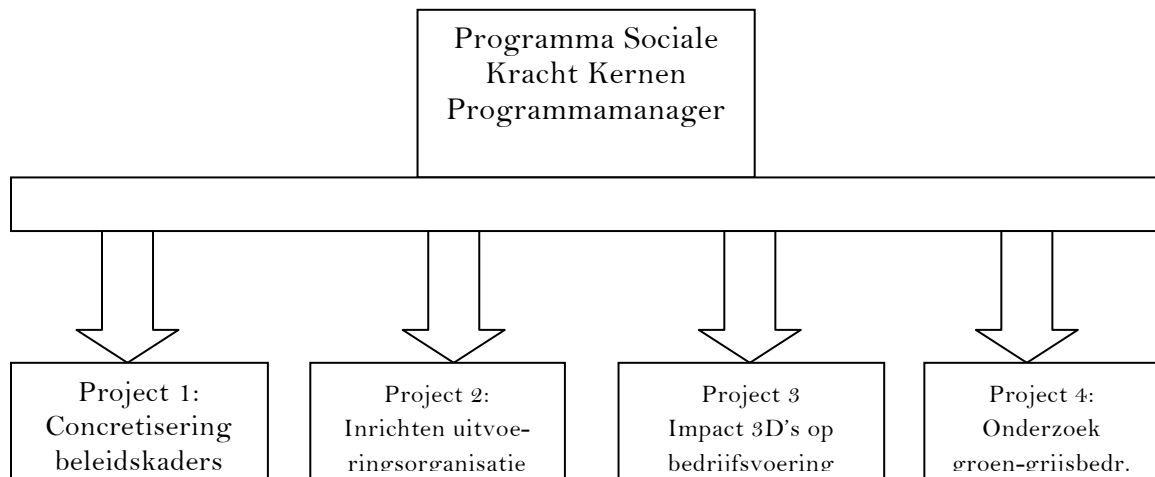 Programma Sociale
Kracht Kernen
Programmamanager
Project 1:
Concretisering
beleidskaders
Project 2:
Inrichten uitvoe-
ringsorganisatie
Project 3
Impact 3D's op
bedrijfsvoering
Project 4:
Onderzoek
groen-grijsbedr.